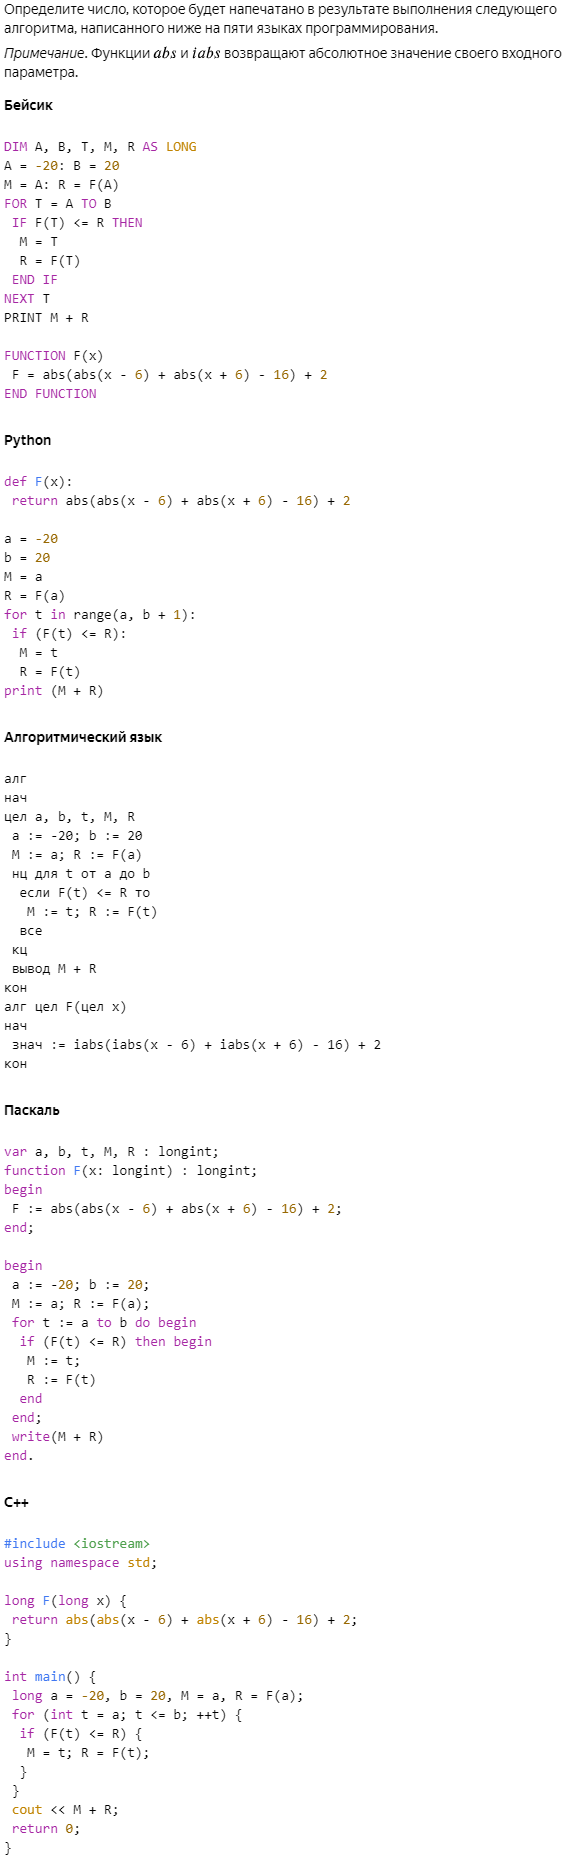 Определите число, которое будет напечатано в результате выполнения следующего
алгоритма, написанного ниже на пяти языках программирования.
Примечание. Функции abs и iabs возвращают абсолютное значение своего входного
параметра.
Бейсик
DIM A, B, T, M, R AS LONG
A = -20: B = 20
M = A: R = F(A)
FOR T = A TO B
 IF F(T) <= R THEN
  M = T
  R = F(T)
 END IF
NEXT T
PRINT M + R
FUNCTION F(x)
 F = abs(abs(x - 6) + abs(x + 6) - 16) + 2
END FUNCTION
Python
def F(x):
 return abs(abs(x - 6) + abs(x + 6) - 16) + 2
a = -20
b = 20
M = a
R = F(a)
for t in range(a, b + 1):
 if (F(t) <= R):
  M = t
  R = F(t)
print (M + R)
Алгоритмический язык
алг
нач
цел a, b, t, M, R
 a := -20; b := 20
 M := a; R := F(a)
 нц для t от a до b
  если F(t) <= R то
   M := t; R := F(t)
  все
 кц
 вывод M + R
кон
алг цел F(цел x)
нач
 знач := iabs(iabs(x - 6) + iabs(x + 6) - 16) + 2
кон
Паскаль
var a, b, t, M, R : longint;
function F(x: longint) : longint;
begin
 F := abs(abs(x - 6) + abs(x + 6) - 16) + 2;
end;
begin
 a := -20; b := 20;
 M := a; R := F(a);
 for t := a to b do begin
  if (F(t) <= R) then begin
   M := t;
   R := F(t)
  end
 end;
 write(M + R)
end.
C++
#include <iostream>
using namespace std;
long F(long x) {
 return abs(abs(x - 6) + abs(x + 6) - 16) + 2;
}
int main() {
 long a = -20, b = 20, M = a, R = F(a);
 for (int t = a; t <= b; ++t) {
  if (F(t) <= R) {
   M = t; R = F(t);
  }
 }
 cout << M + R;
 return 0;
}